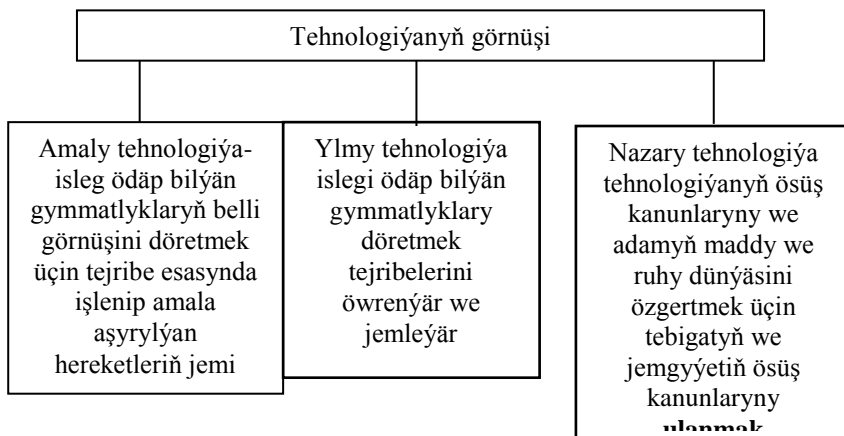 Tehnologiýanyň görnüşi
Amaly tehnologiýa-
isleg ödäp bilýän
gymmatlyklaryň belli
görnüşini döretmek
üçin tejribe esasynda
işlenip amala
aşyrylýan
hereketleriň jemi
Ylmy tehnologiýa
islegi ödäp bilýän
gymmatlyklary
döretmek
tejribelerini
öwrenýär we
jemleýär
Nazary tehnologiýa
tehnologiýanyň ösüş
kanunlaryny we
adamyň maddy we
ruhy dünýäsini
özgertmek üçin
tebigatyň we
jemgyýetiň ösüş
kanunlaryny
ulanmak